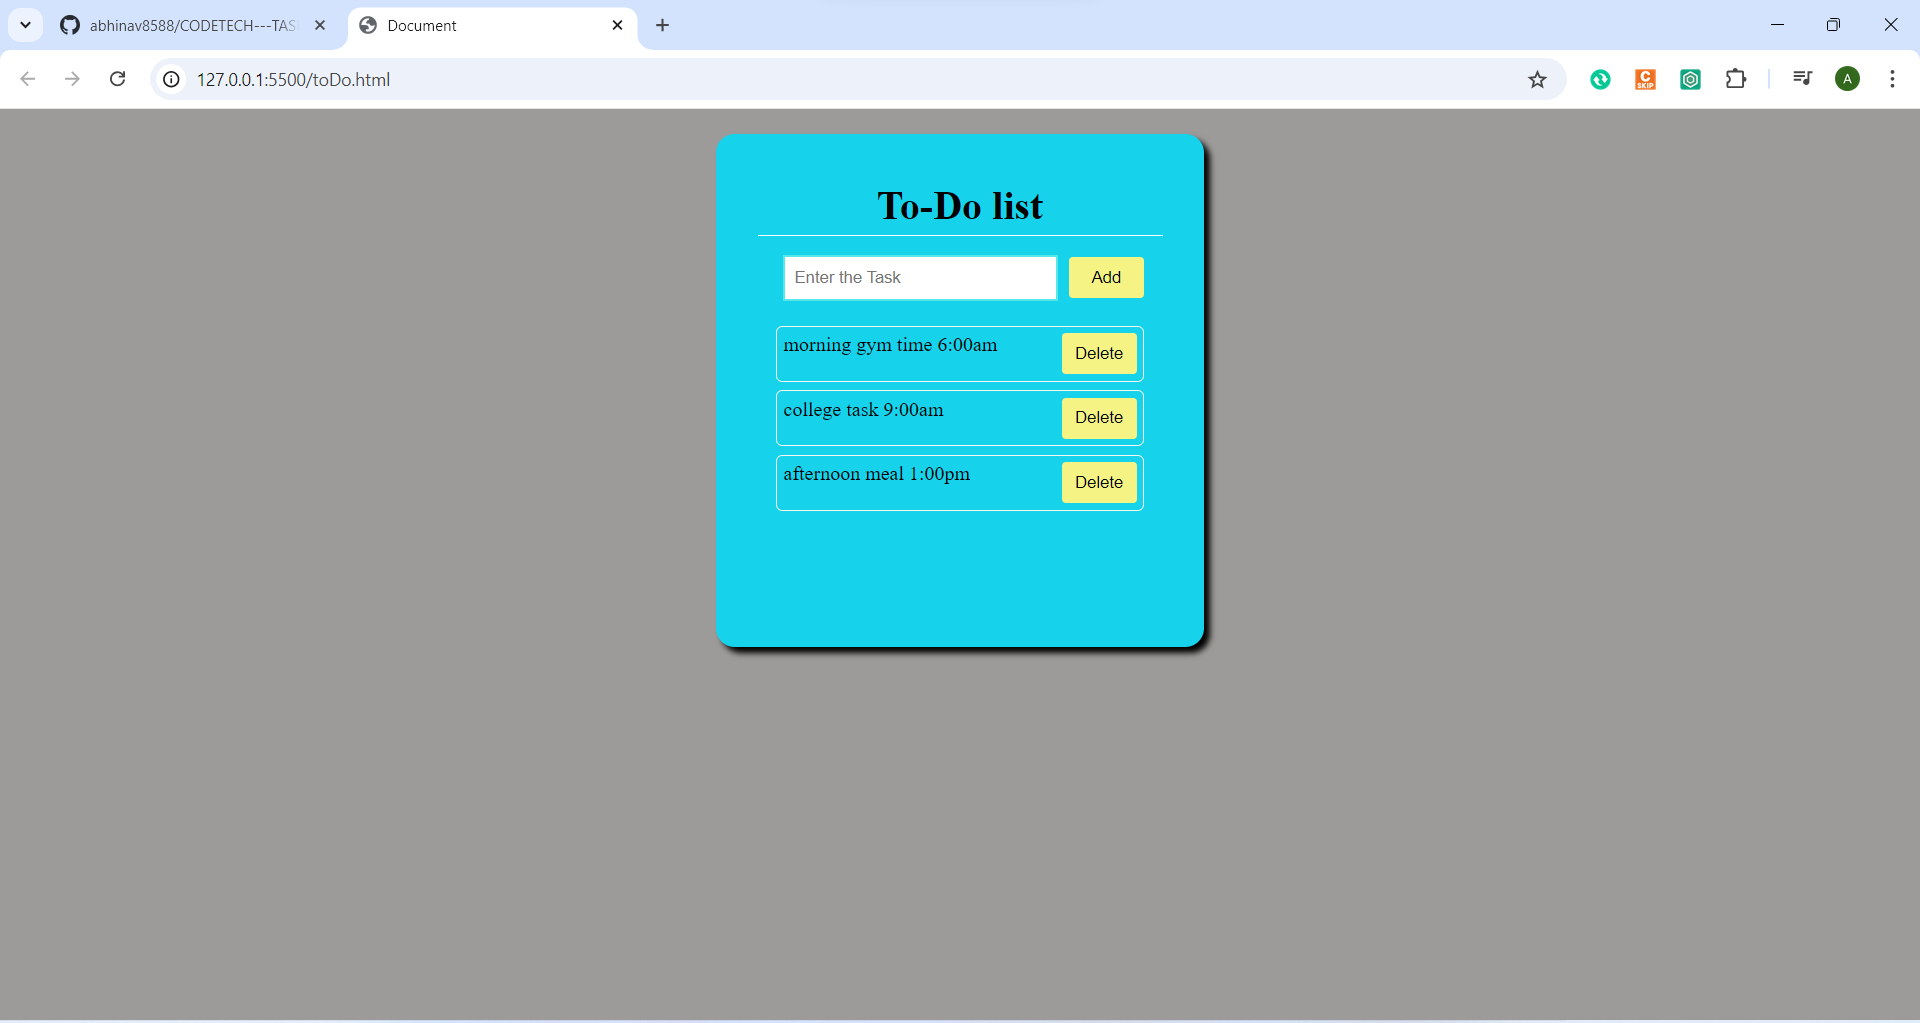 abhinav8588/CODETECH---TAS
Document
127.0.0.1:5500/toDo.html
C
SKIP
A
To-Do list
Enter the Task
Add
morning gym time 6:00am
Delete
college task 9:00am
Delete
afternoon meal 1:00pm
Delete